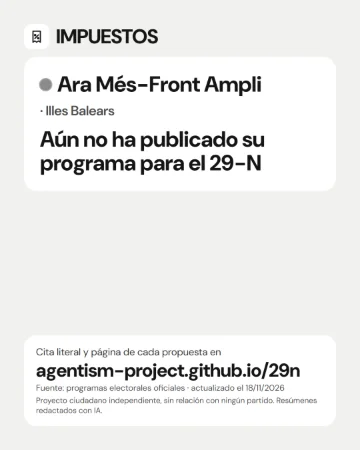 IMPUESTOS
Ara Més-Front Ampli
· Illes Balears
Aún no ha publicado su
programa para el 29-N
Cita literal y página de cada propuesta en
agentism-project.github.io/29n
Fuente: programas electorales oficiales · actualizado el 18/11/2026
Proyecto ciudadano independiente, sin relación con ningún partido. Resúmenes
redactados con IA.